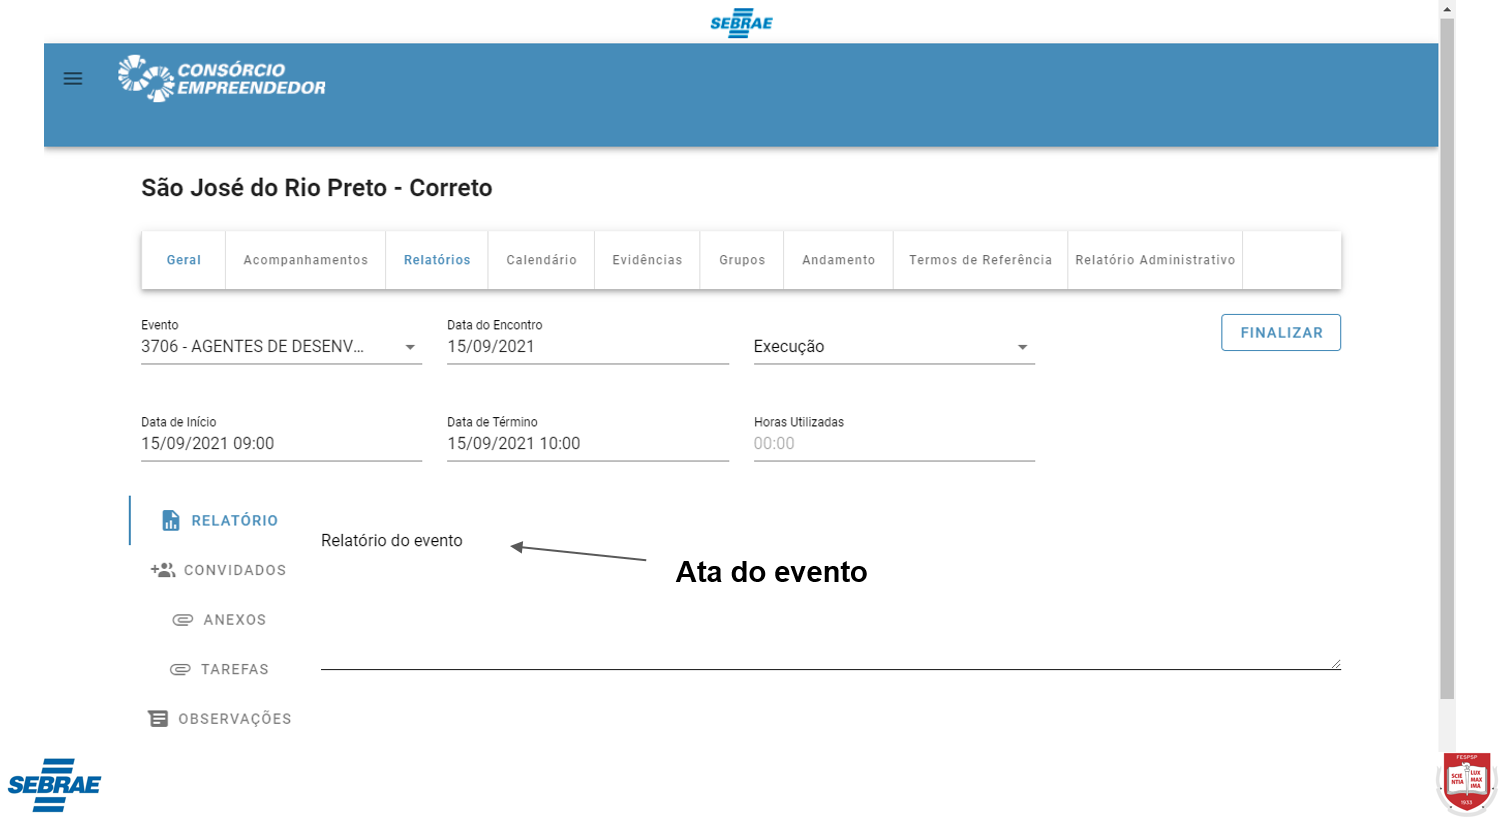 SEBRAE
CONSÓRCIO
EMPREENDEDOR
São José do Rio Preto - Correto
Geral Acompanhamentos Relatórios Calendário Evidências Grupos Andamento Termos de Referência Relatório Administrativo
Evento Data do Encontro
3706 - AGENTES DE DESENV... 15/09/2021 Execução FINALIZAR
Data de Início Data de Término Horas Utilizadas
15/09/2021 09:00 15/09/2021 10:00 00:00
RELATÓRIO
Relatório do evento
Ata do evento
CONVIDADOS
ANEXOS
TAREFAS
OBSERVAÇÕES
SEBRAE
FESPSP
SCIE LUX
NTIA MAX
IMA
1933